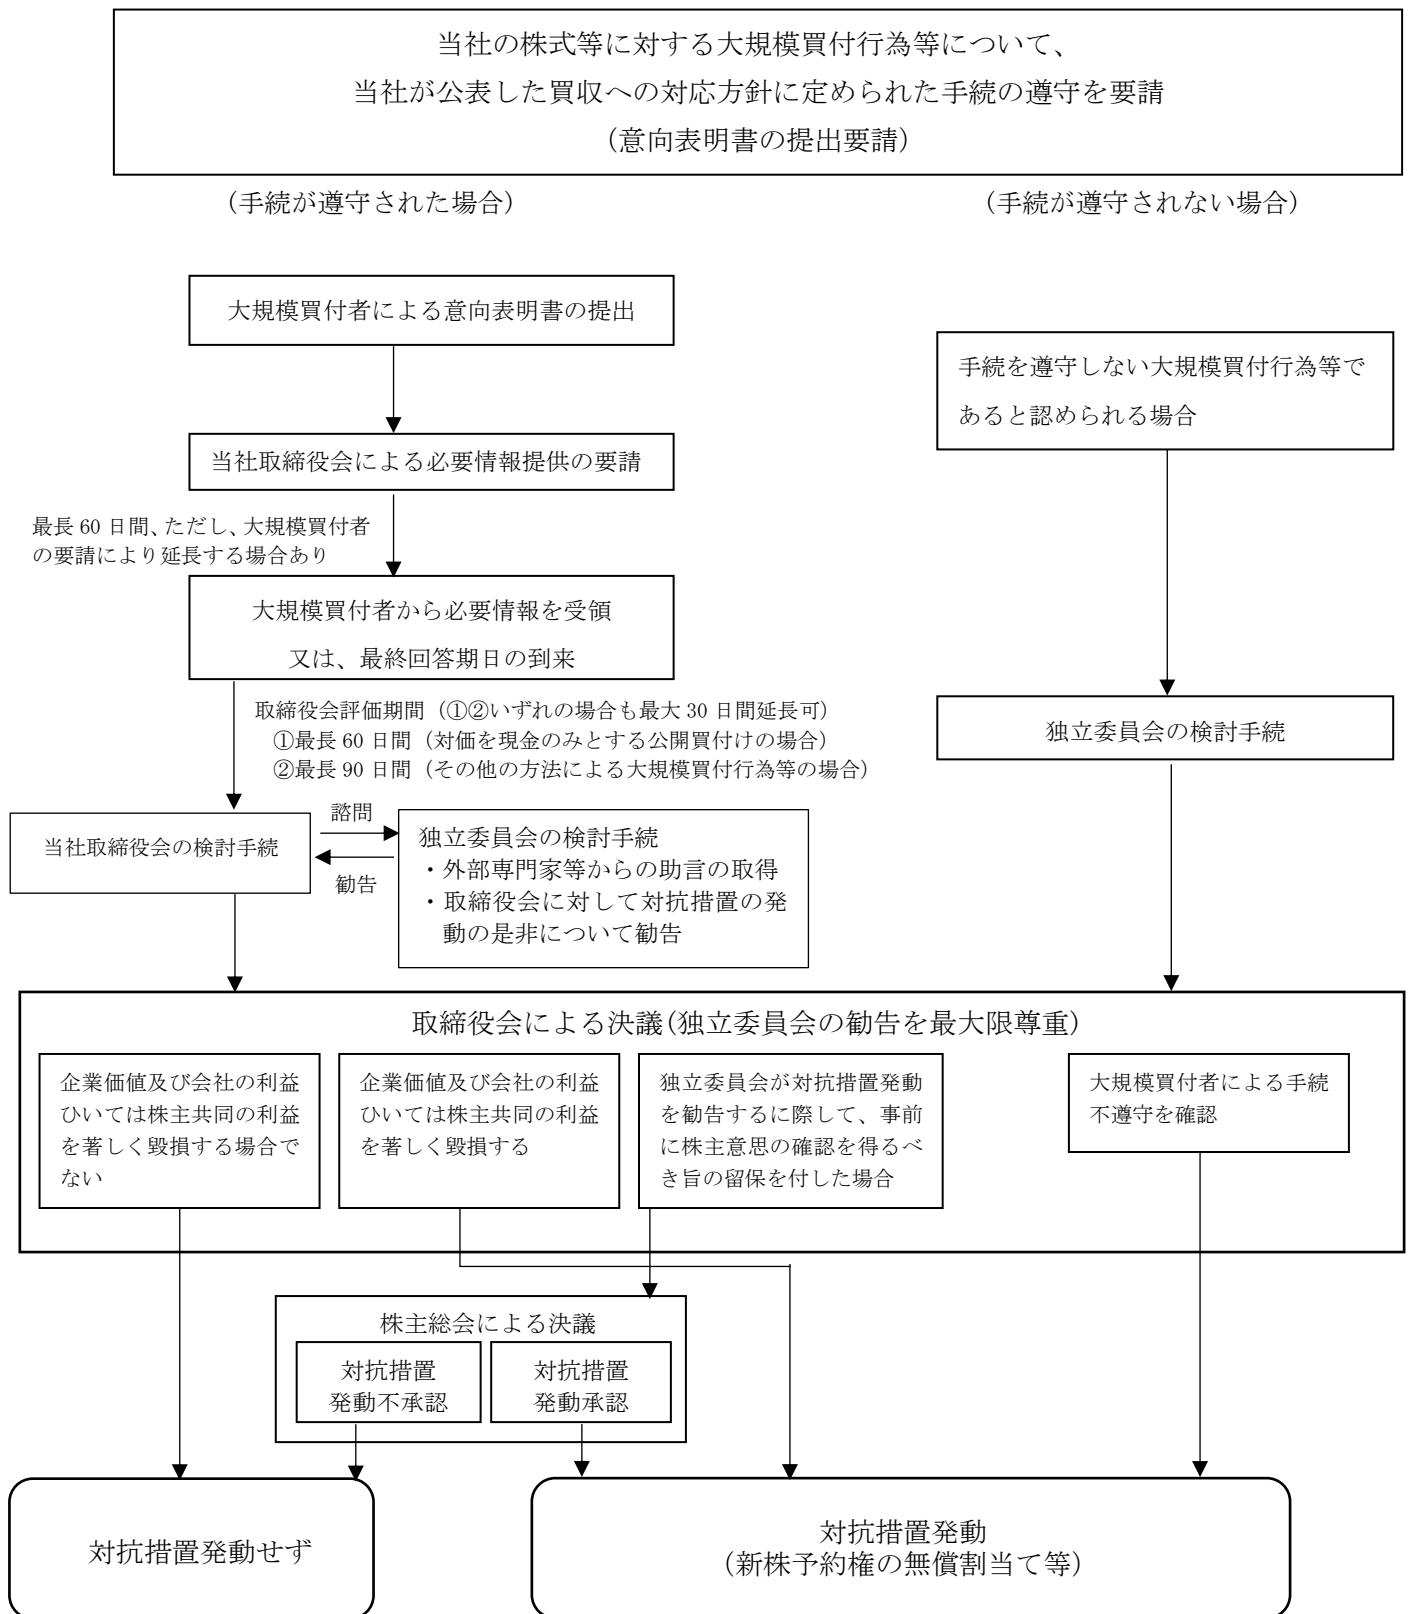 当社の株式等に対する大規模買付行為等について、
当社が公表した買収への対応方針に定められた手続の遵守を要請
（意向表明書の提出要請）
（手続が遵守された場合）
（手続が遵守されない場合）
大規模買付者による意向表明書の提出
手続を遵守しない大規模買付行為等で
あると認められる場合
当社取締役会による必要情報提供の要請
最長 60 日間、ただし、大規模買付者
の要請により延長する場合あり
大規模買付者から必要情報を受領
又は、最終回答期日の到来
取締役会評価期間（①②いずれの場合も最大 30 日間延長可）
①最長 60 日間（対価を現金のみとする公開買付けの場合）
②最長 90 日間（その他の方法による大規模買付行為等の場合）
独立委員会の検討手続
諮問
当社取締役会の検討手続
勧告
独立委員会の検討手続
・外部専門家等からの助言の取得
・取締役会に対して対抗措置の発
動の是非について勧告
取締役会による決議(独立委員会の勧告を最大限尊重)
企業価値及び会社の利益
ひいては株主共同の利益
を著しく毀損する場合で
ない
企業価値及び会社の利益
ひいては株主共同の利益
を著しく毀損する
独立委員会が対抗措置発動
を勧告するに際して、事前
に株主意思の確認を得るべ
き旨の留保を付した場合
大規模買付者による手続
不遵守を確認
株主総会による決議
対抗措置
発動不承認
対抗措置
発動承認
対抗措置発動せず
対抗措置発動
（新株予約権の無償割当て等）